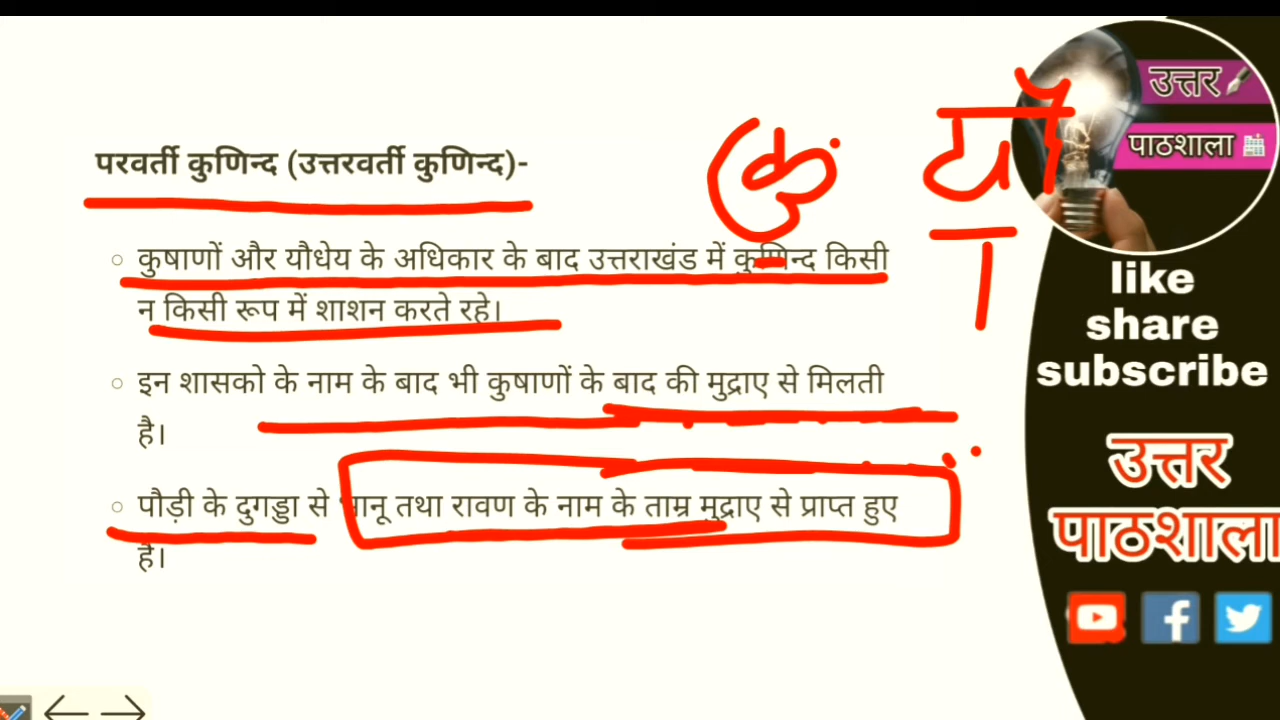 परवर्ती कुणिन्द (उत्तरवर्ती कुणिन्द)-
कुषाणों और यौधेय के अधिकार के बाद उत्तराखंड में कुणिन्द किसी
न किसी रूप में शाशन करते रहे।
इन शासको के नाम के बाद भी कुषाणों के बाद की मुद्राए से मिलती
है।
पौड़ी के दुगड्डा से भानू तथा रावण के नाम के ताम्र मुद्राए से प्राप्त हुए
है।
कु
यौ
उत्तर
पाठशाला
like
share
subscribe
उत्तर
पाठशाला